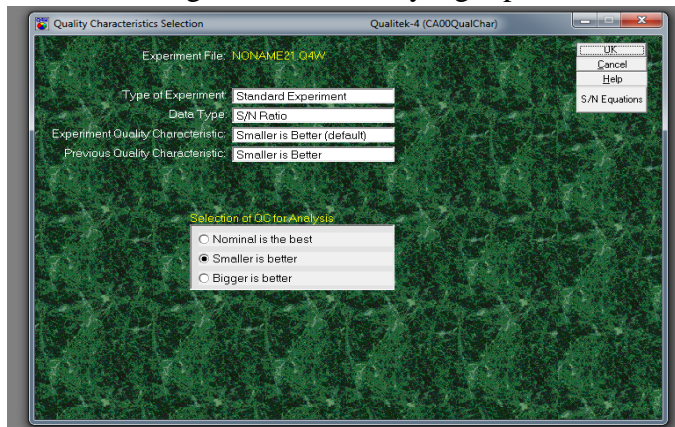 Quality Characteristics Selection Qualitek-4 (CA00QualChar)
Experiment File: NONAME21.Q4W
OK
Cancel
Help
S/N Equations
Type of Experiment: Standard Experiment
Data Type: S/N Ratio
Experiment Quality Characteristic: Smaller is Better (default)
Previous Quality Characteristic: Smaller is Better
Selection of QC for Analysis
Nominal is the best
Smaller is better
Bigger is better